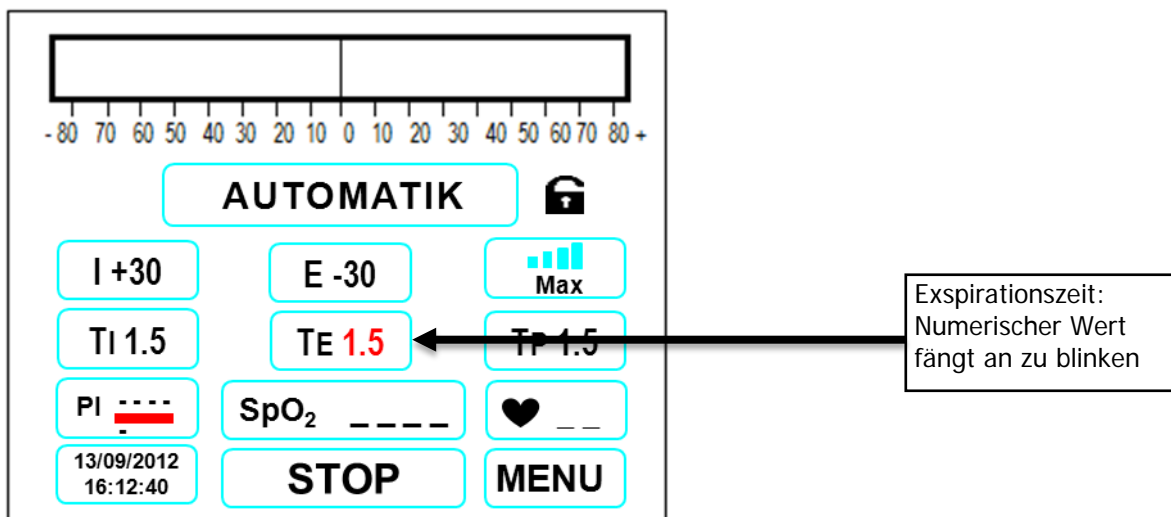 - 80 70 60 50 40 30 20 10 0 10 20 30 40 50 60 70 80 +
AUTOMATIK
I +30 E -30 Max
TI 1.5 TE 1.5 TP 1.5
Exspirationszeit:
Numerischer Wert
fängt an zu blinken
PI - - - - -
SpO₂ _ _ _ _
_ _
13/09/2012
16:12:40
STOP MENU